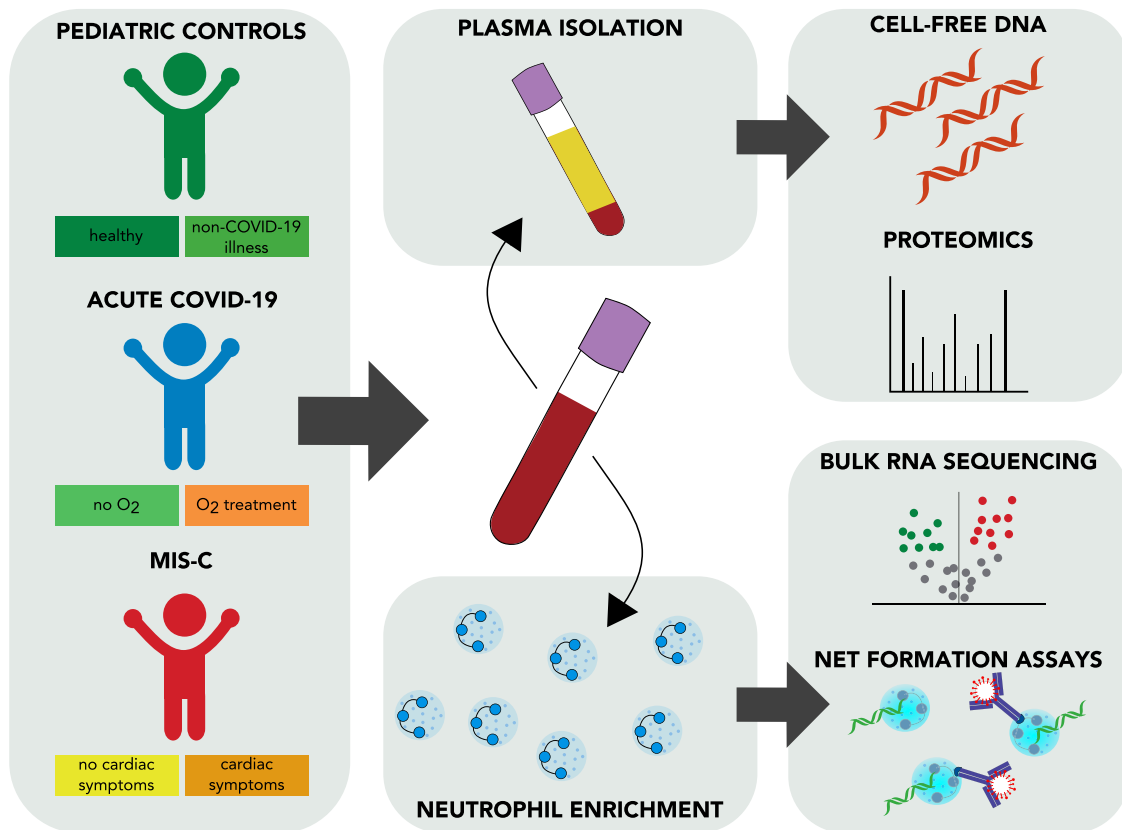 PEDIATRIC CONTROLS
healthy
non-COVID-19
illness
ACUTE COVID-19
no O2
O2 treatment
MIS-C
no cardiac
symptoms
cardiac
symptoms
PLASMA ISOLATION
NEUTROPHIL ENRICHMENT
CELL-FREE DNA
PROTEOMICS
BULK RNA SEQUENCING
NET FORMATION ASSAYS